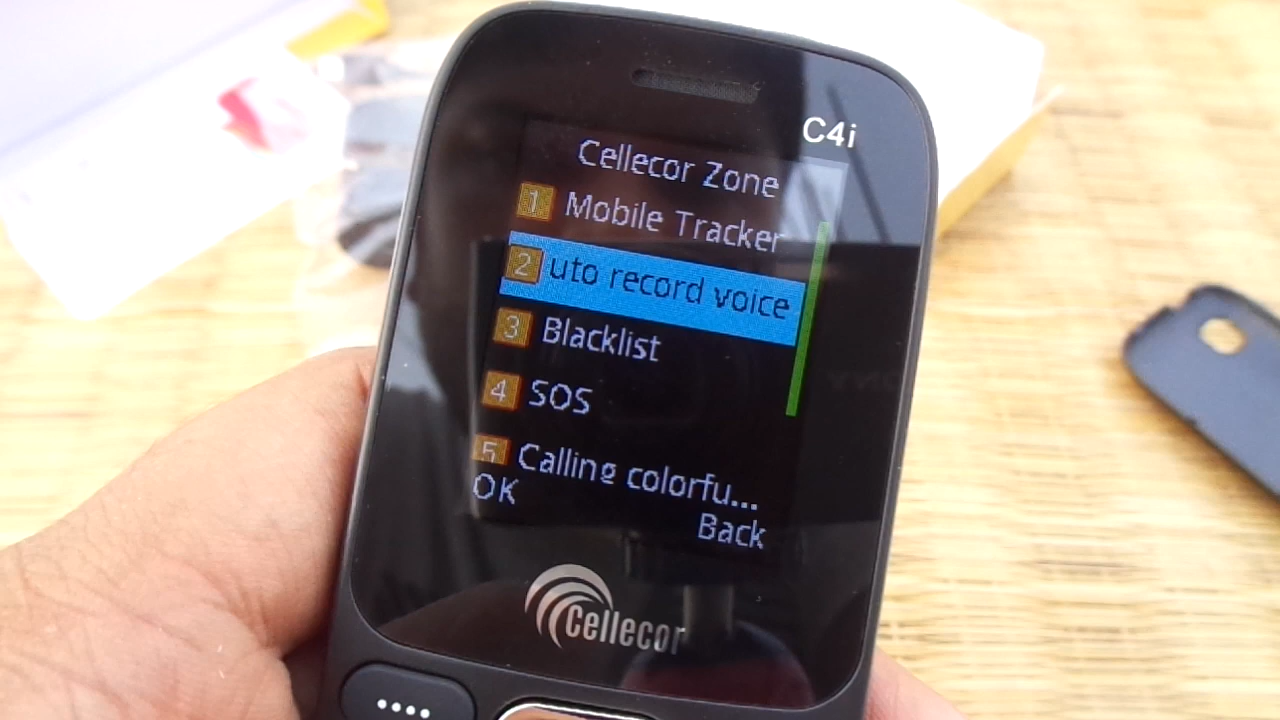 C4i
Cellecor Zone
1 Mobile Tracker
2 uto record voice
3 Blacklist
4 SOS
5 Calling colorfu...
OK
Back
Cellecor